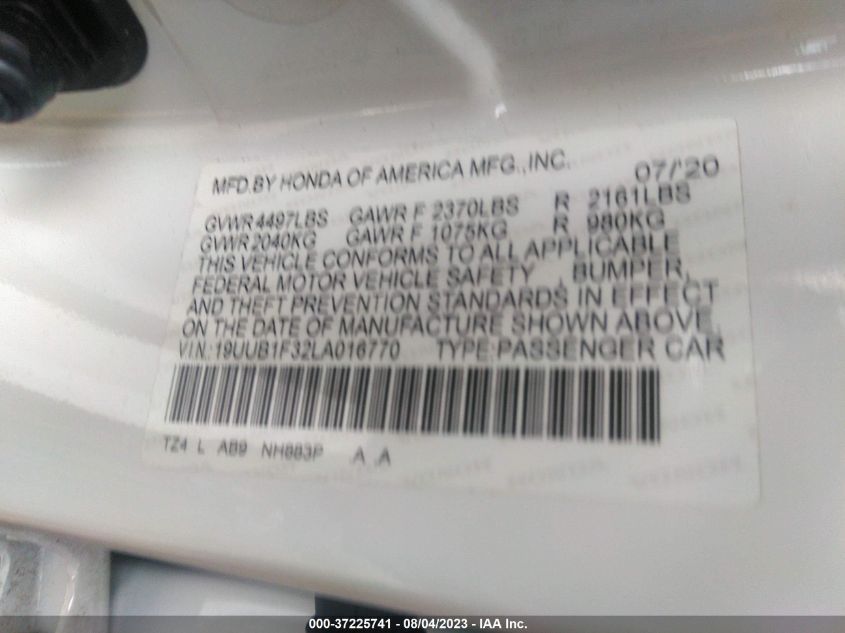 MFD.BY HONDA OF AMERICA MFG.,INC. 07/'20
GVWR 4497LBS GAWR F 2370LBS R 2161LBS
GVWR 2040KG GAWR F 1075KG R 980KG
THIS VEHICLE CONFORMS TO ALL APPLICABLE
FEDERAL MOTOR VEHICLE SAFETY , BUMPER,
AND THEFT PREVENTION STANDARDS IN EFFECT
ON THE DATE OF MANUFACTURE SHOWN ABOVE.
V.I.N.:19UUB1F32LA016770 TYPE:PASSENGER CAR
TZ4 L AB9 NH883P .A .A
000-37225741 - 08/04/2023 - IAA Inc.